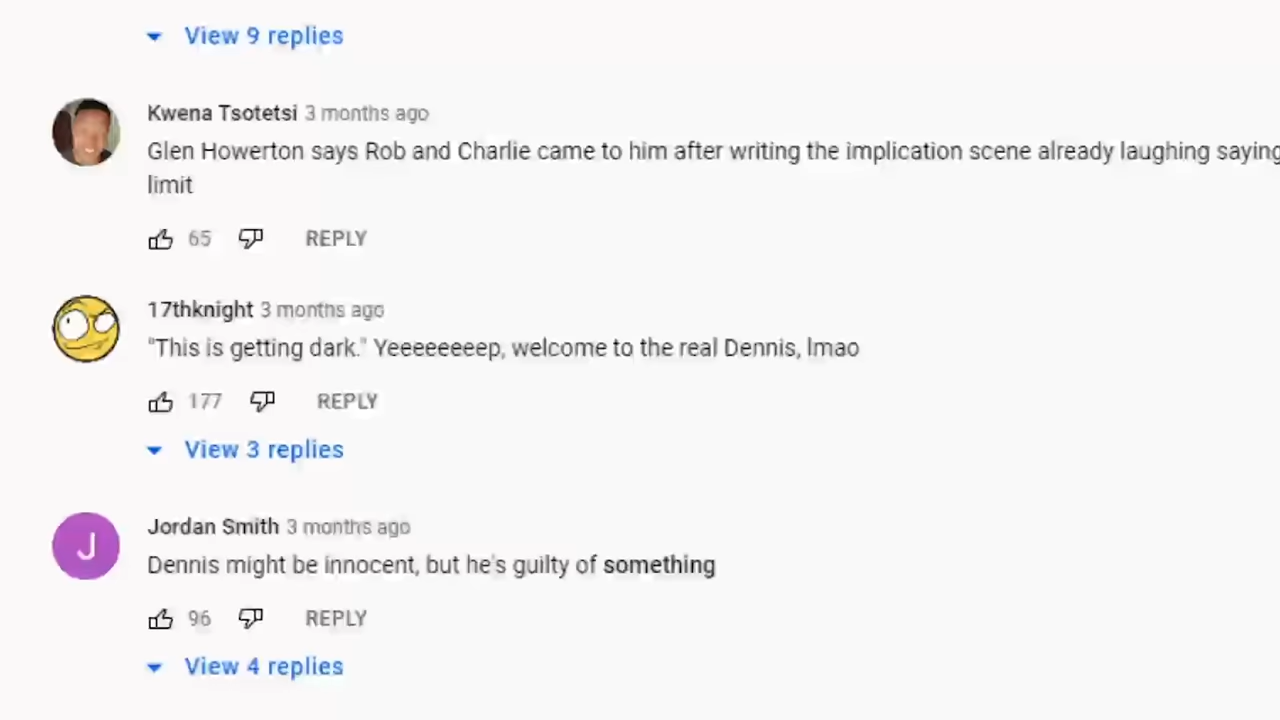 View 9 replies
Kwena Tsotetsi 3 months ago
Glen Howerton says Rob and Charlie came to him after writing the implication scene already laughing saying
limit
65 REPLY
17thknight 3 months ago
"This is getting dark." Yeeeeeeeep, welcome to the real Dennis, lmao
177 REPLY
View 3 replies
J
Jordan Smith 3 months ago
Dennis might be innocent, but he's guilty of something
96 REPLY
View 4 replies